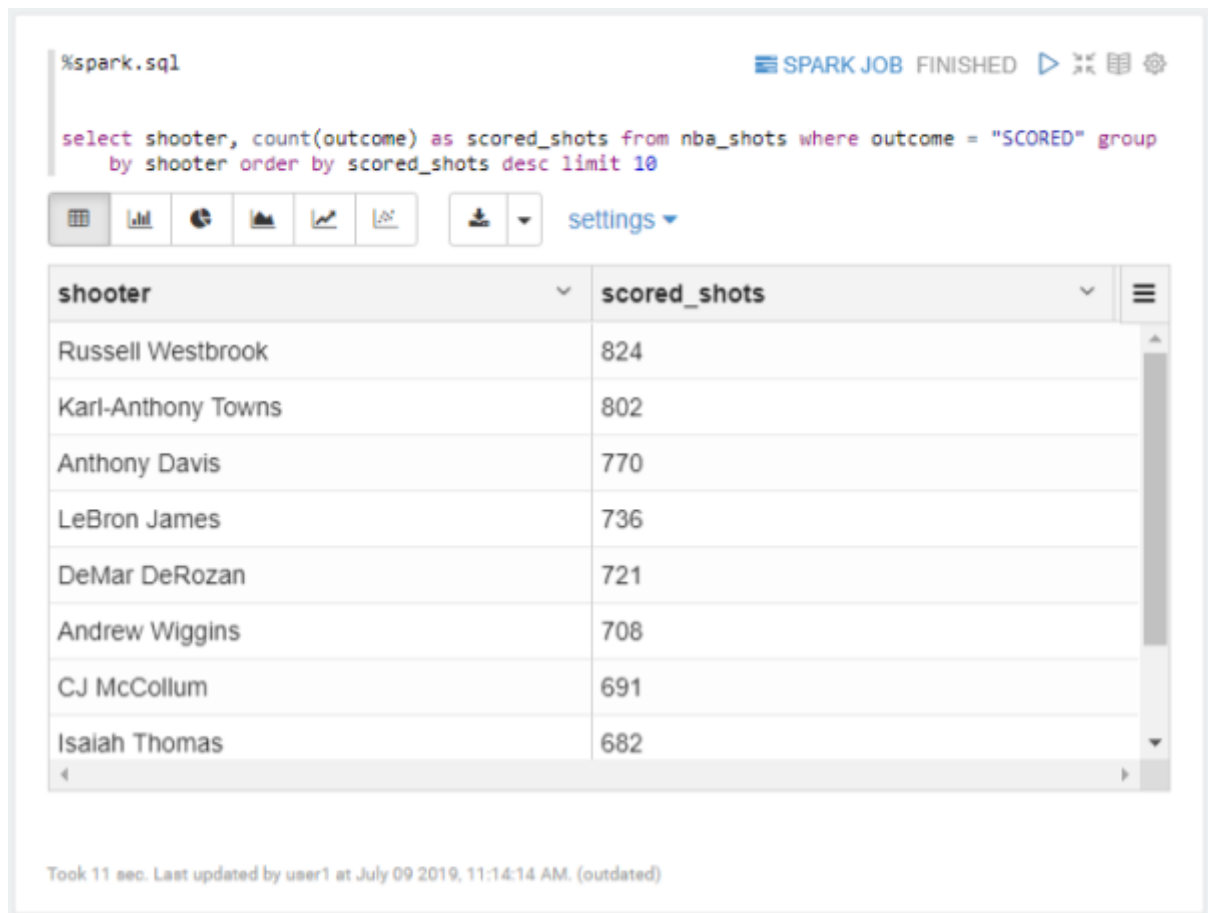 %spark.sql
SPARK JOB FINISHED
select shooter, count(outcome) as scored_shots from nba_shots where outcome = "SCORED" group
by shooter order by scored_shots desc limit 10
settings
shooter scored_shots
Russell Westbrook 824
Karl-Anthony Towns 802
Anthony Davis 770
LeBron James 736
DeMar DeRozan 721
Andrew Wiggins 708
CJ McCollum 691
Isaiah Thomas 682
Took 11 sec. Last updated by user1 at July 09 2019, 11:14:14 AM. (outdated)